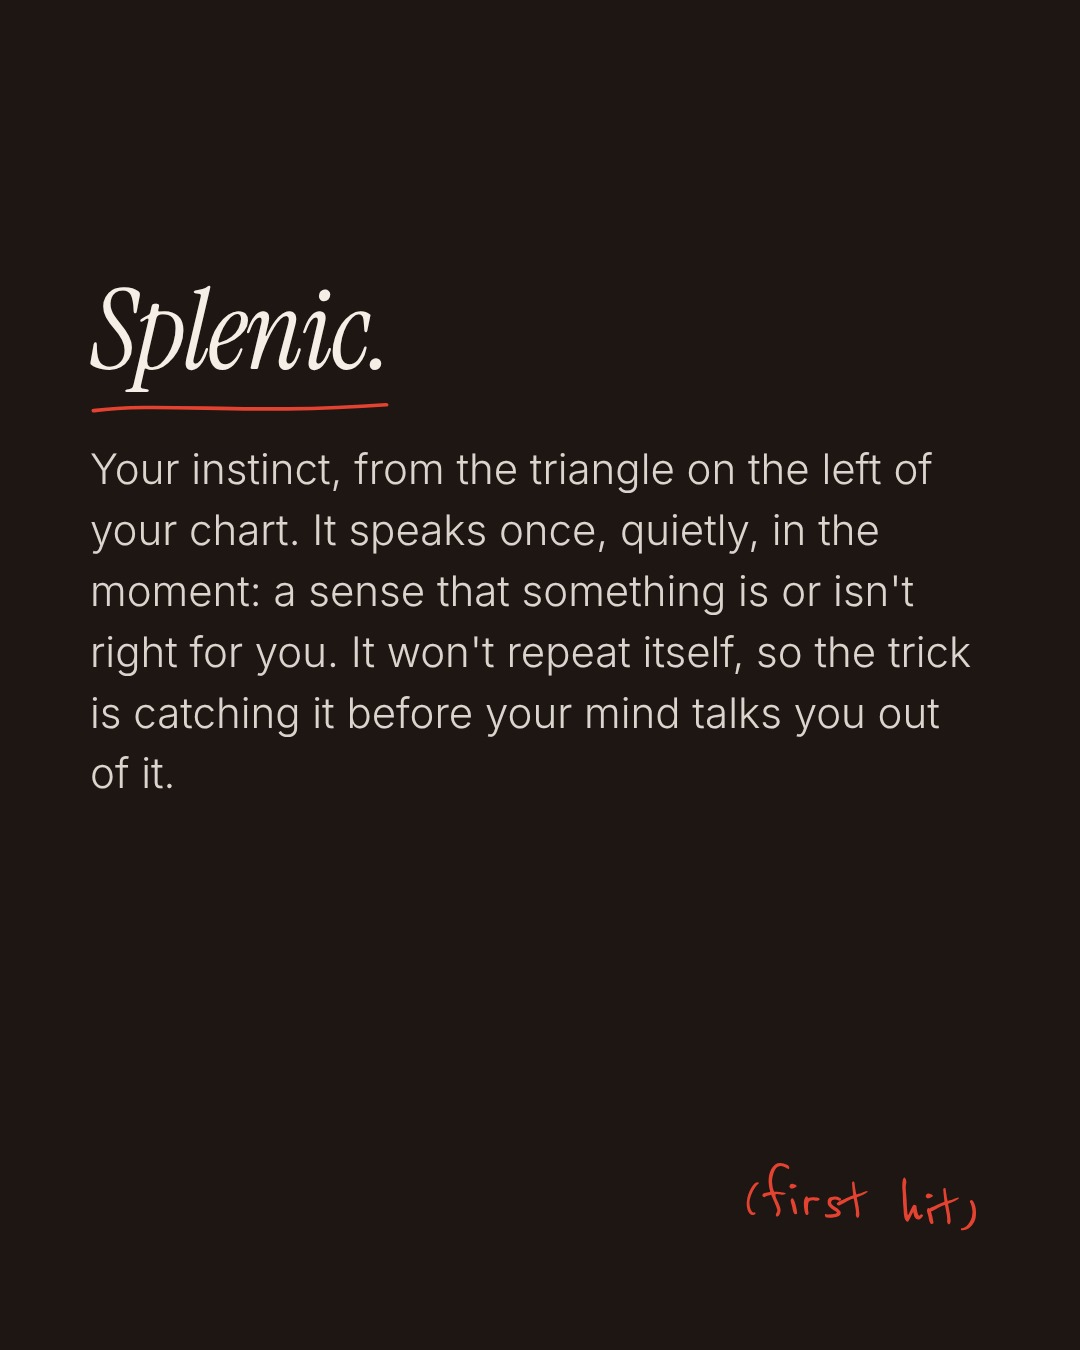 Splenic.
Your instinct, from the triangle on the left of
your chart. It speaks once, quietly, in the
moment: a sense that something is or isn't
right for you. It won't repeat itself, so the trick
is catching it before your mind talks you out
of it.
(first hit)